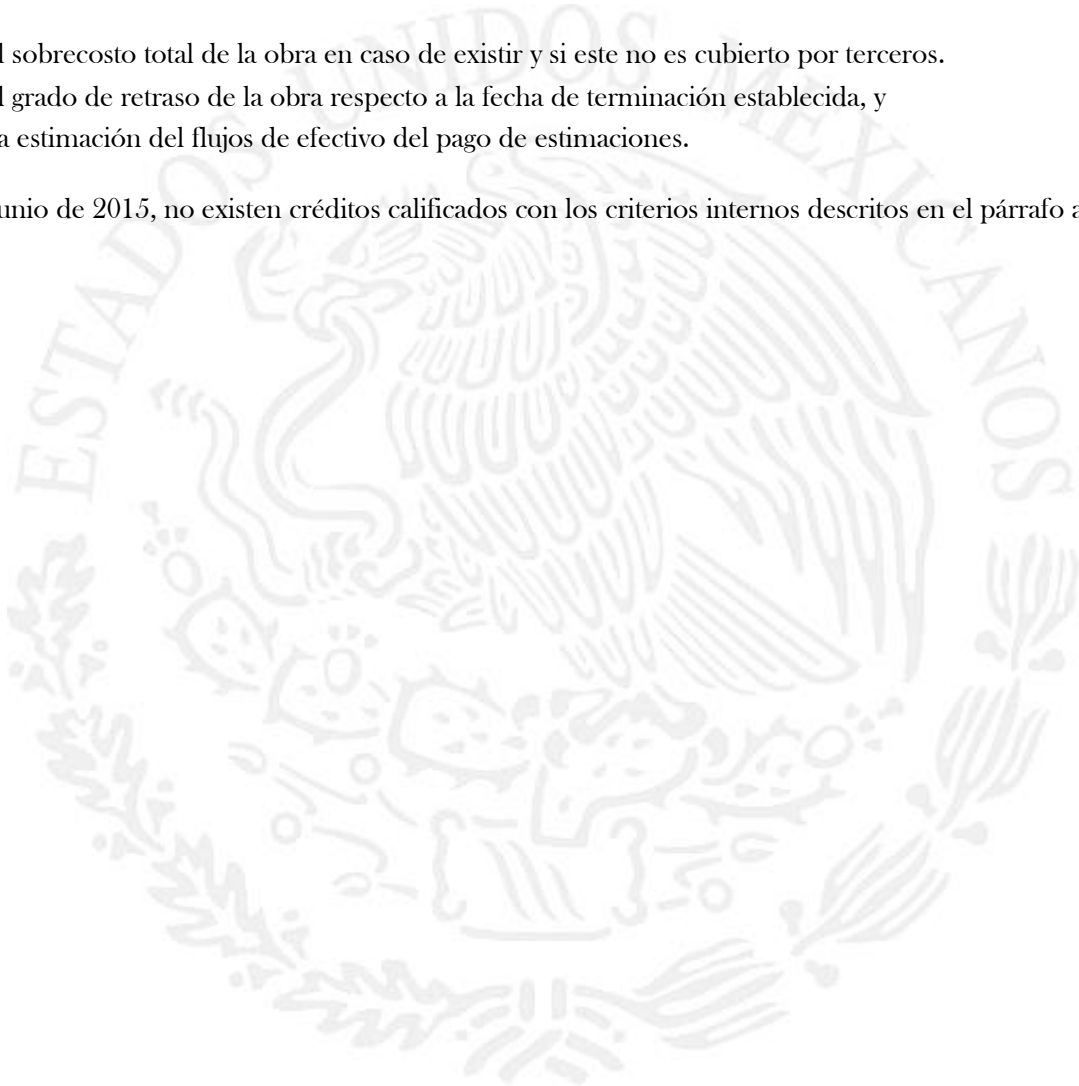 l sobrecosto total de la obra en caso de existir y si este no es cubierto por terceros.
l grado de retraso de la obra respecto a la fecha de terminación establecida, y
a estimación del flujos de efectivo del pago de estimaciones.
unio de 2015, no existen créditos calificados con los criterios internos descritos en el párrafo a
ESTADOS UNIDOS MEXICANOS